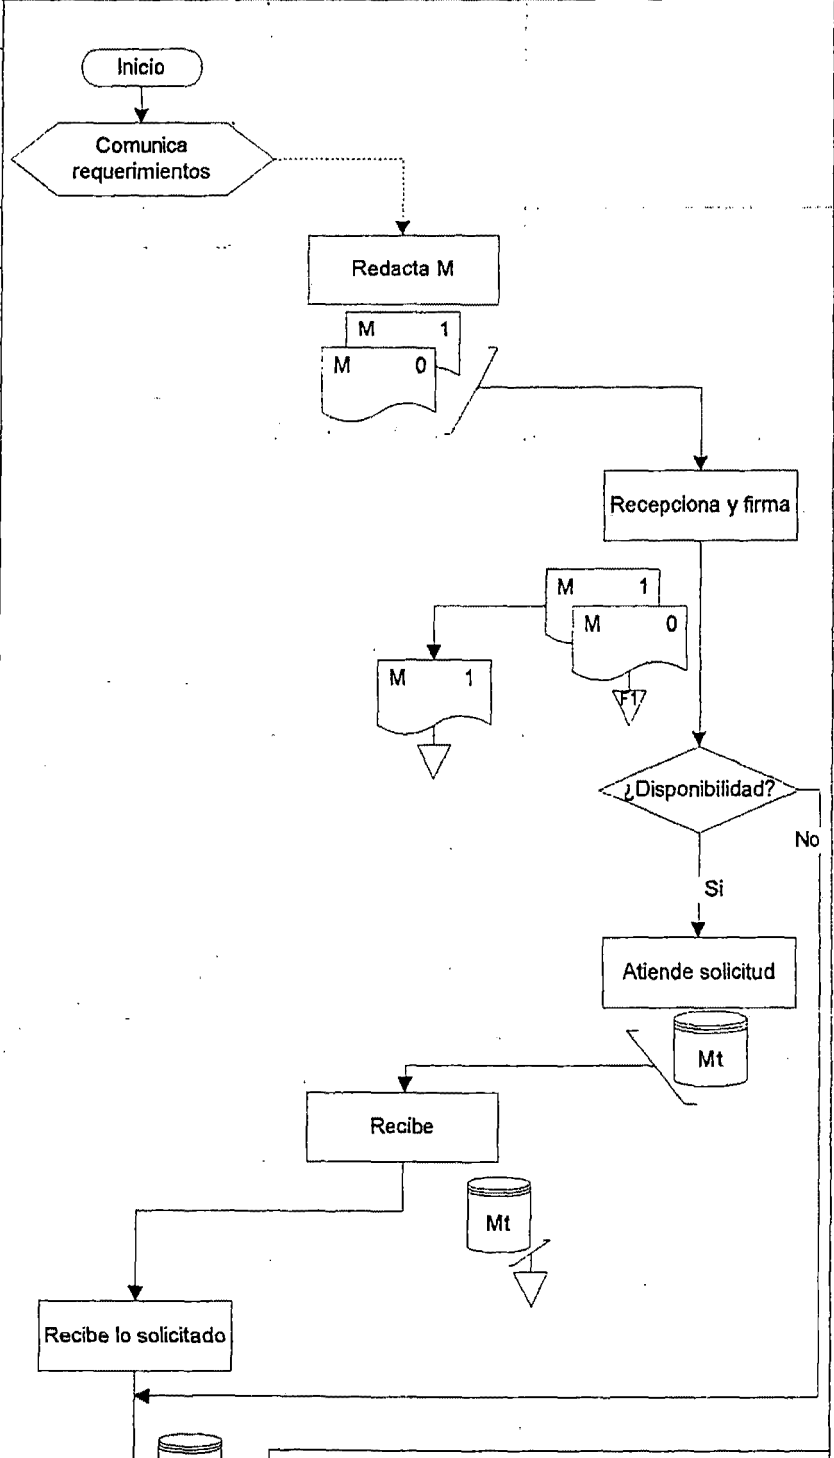 Inicio
Comunica
requerimientos
Redacta M
M 1
M 0
Recepciona y firma
M 1
M 0
F1
M 1
¿Disponibilidad?
No
Si
Atiende solicitud
Mt
Recibe
Mt
Recibe lo solicitado